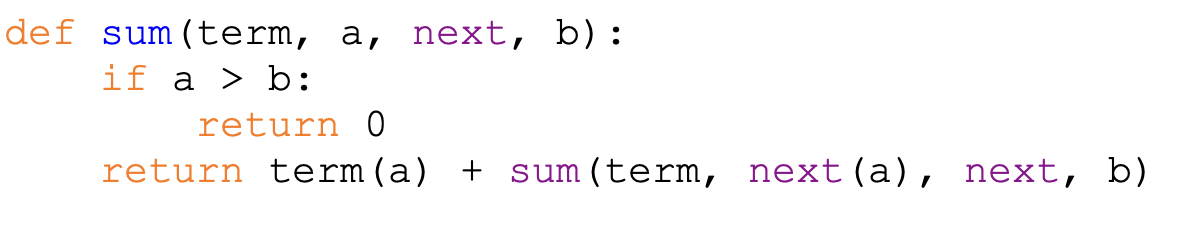 def sum(term, a, next, b):
    if a > b:
        return 0
    return term(a) + sum(term, next(a), next, b)